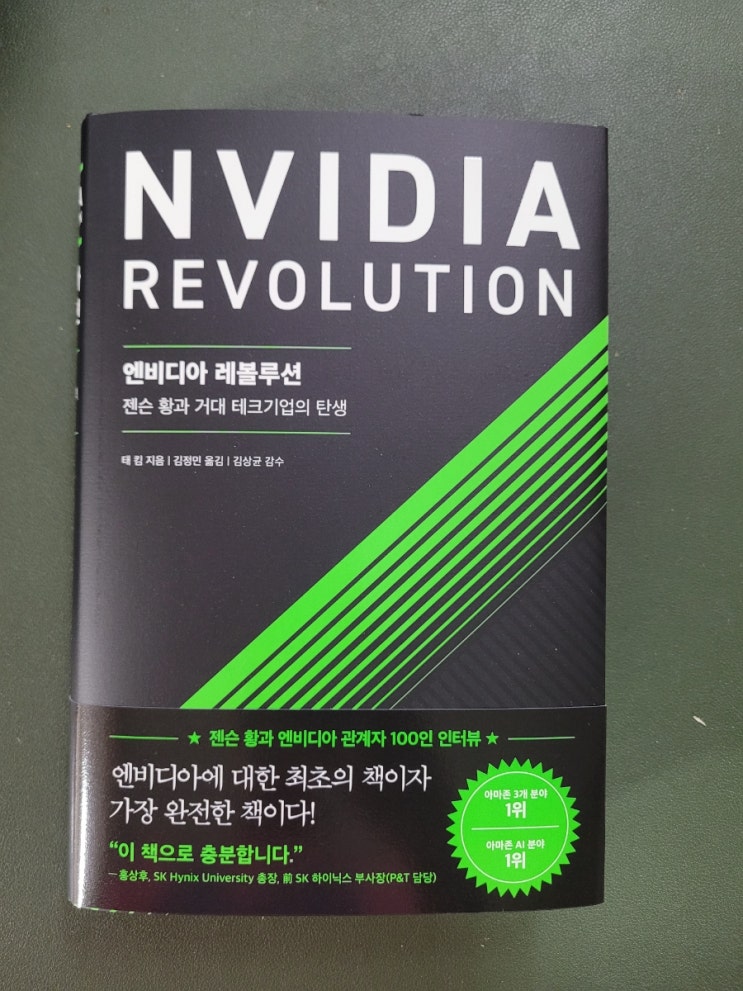 NVIDIA
REVOLUTION
엔비디아 레볼루션
젠슨 황과 거대 테크기업의 탄생
태 킴 지음 | 김정민 옮김 | 김상균 감수
★ 젠슨 황과 엔비디아 관계자 100인 인터뷰 ★
엔비디아에 대한 최초의 책이자
가장 완전한 책이다!
“이 책으로 충분합니다.”
─홍상후, SK Hynix University 총장, 前 SK 하이닉스 부사장(P&T 담당)
아마존 3개 분야
1위
아마존 AI 분야
1위